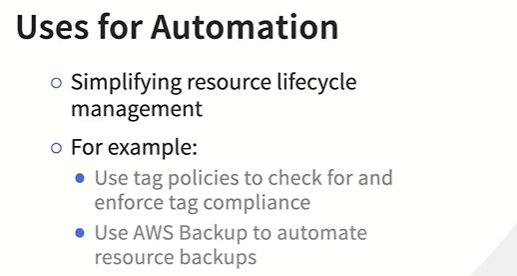 Uses for Automation
Simplifying resource lifecycle
management
For example:
Use tag policies to check for and
enforce tag compliance
Use AWS Backup to automate
resource backups